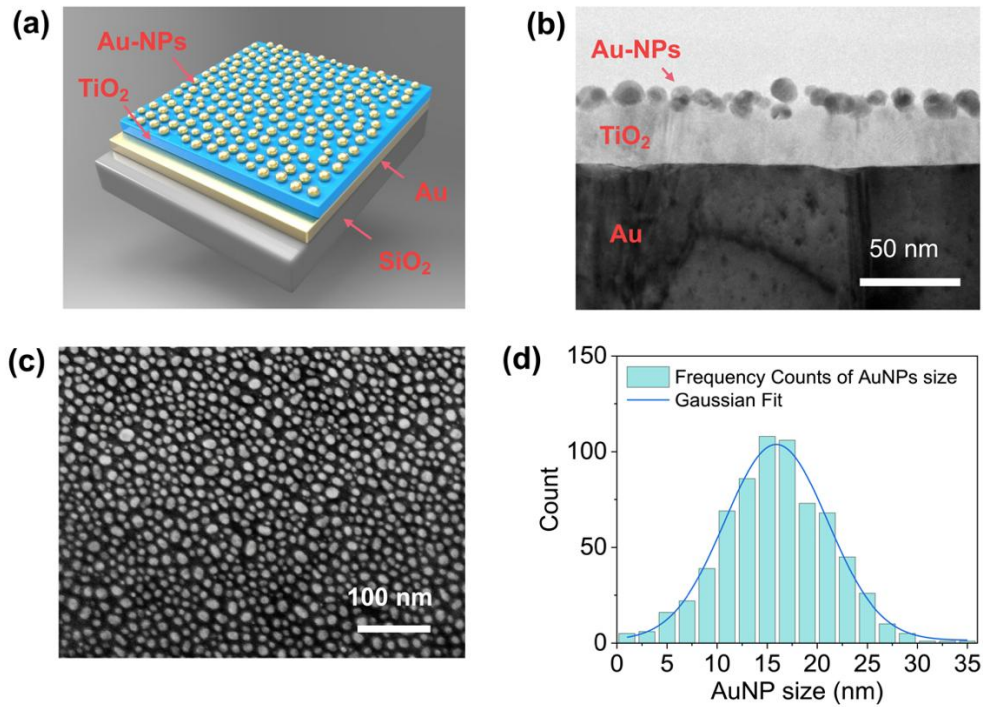 (a)
Au-NPs
TiO₂
Au
SiO₂
(b)
Au-NPs
TiO₂
Au
50 nm
(c)
100 nm
(d)
150
100
50
0
Count
Frequency Counts of AuNPs size
Gaussian Fit
0 5 10 15 20 25 30 35
AuNP size (nm)